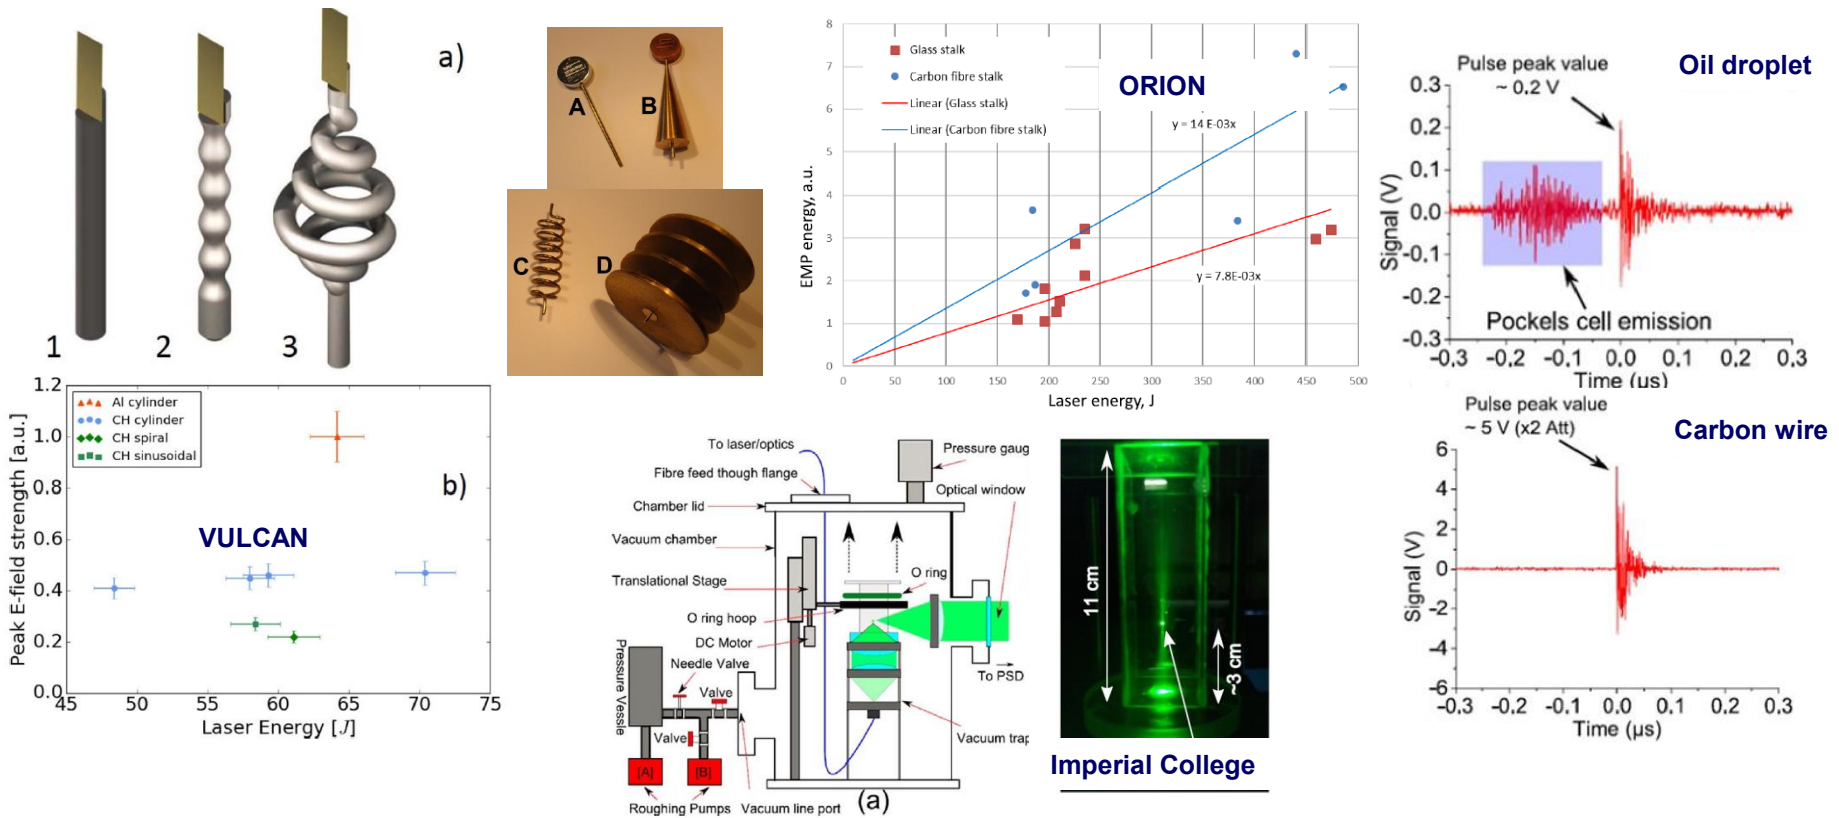 a)
1
2
3
A
B
C
D
8
7
6
5
4
3
2
1
0
EMP energy, a.u.
Glass stalk
Carbon fibre stalk
Linear (Glass stalk)
Linear (Carbon fibre stalk)
ORION
y = 14 E-03x
y = 7.8E-03x
0 50 100 150 200 250 300 350 400 450 500
Laser energy, J
Oil droplet
Pulse peak value
~ 0.2 V
0.3
0.2
0.1
0.0
-0.1
-0.2
-0.3
Signal (V)
Pockels cell emission
-0.3 -0.2 -0.1 0.0 0.1 0.2 0.3
Time (µs)
1.2
1.0
0.8
0.6
0.4
0.2
0.0
Peak E-field strength [a.u.]
Al cylinder
CH cylinder
CH spiral
CH sinusoidal
b)
VULCAN
45 50 55 60 65 70 75
Laser Energy [J]
To laser/optics
Fibre feed though flange
Chamber lid
Vacuum chamber
Translational Stage
O ring hoop
DC Motor
Needle Valve
Valve
Pressure Vessle
Valve
[A]
[B]
Roughing Pumps
Vacuum line port
Pressure gaug
Optical window
O ring
To PSD
Vacuum trap
(a)
11 cm
~3 cm
Imperial College
Carbon wire
Pulse peak value
~ 5 V (x2 Att)
6
4
2
0
-2
-4
-6
Signal (V)
-0.3 -0.2 -0.1 0.0 0.1 0.2 0.3
Time (µs)